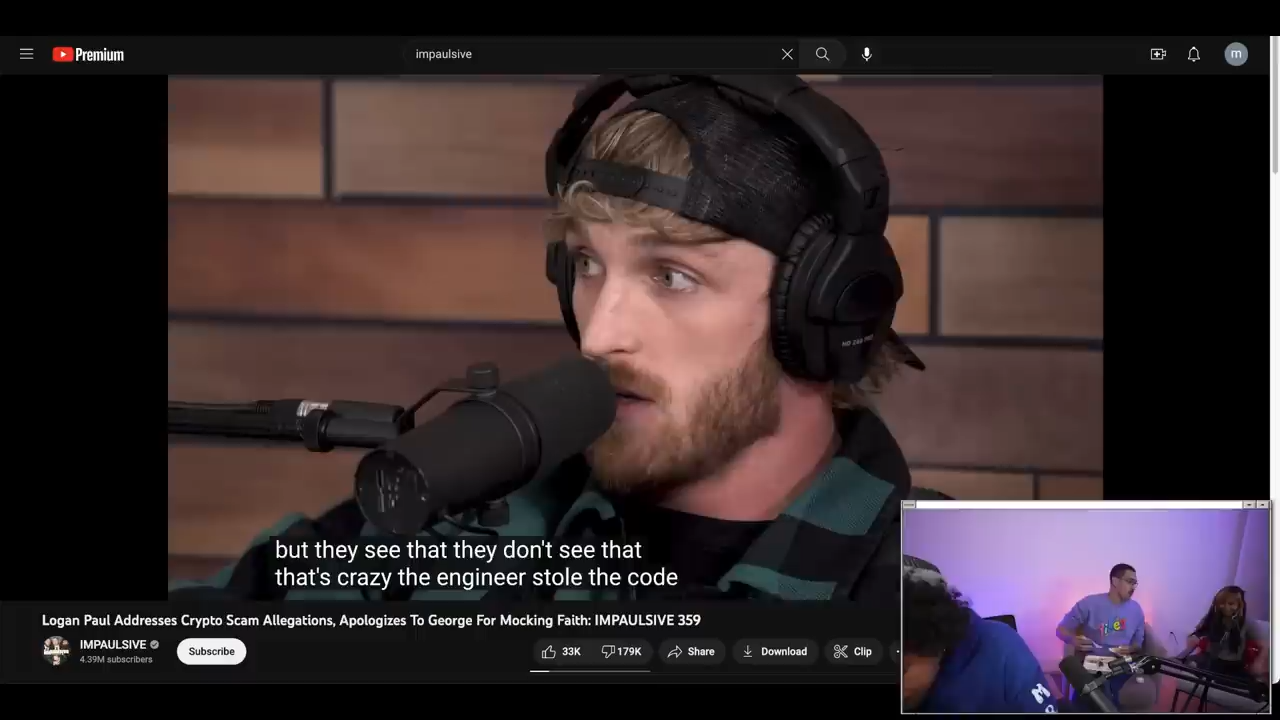 Premium
impaulsive
m
but they see that they don't see that
that's crazy the engineer stole the code
Logan Paul Addresses Crypto Scam Allegations, Apologizes To George For Mocking Faith: IMPAULSIVE 359
IMPAULSIVE
4.39M subscribers
Subscribe
33K
179K
Share
Download
Clip
M